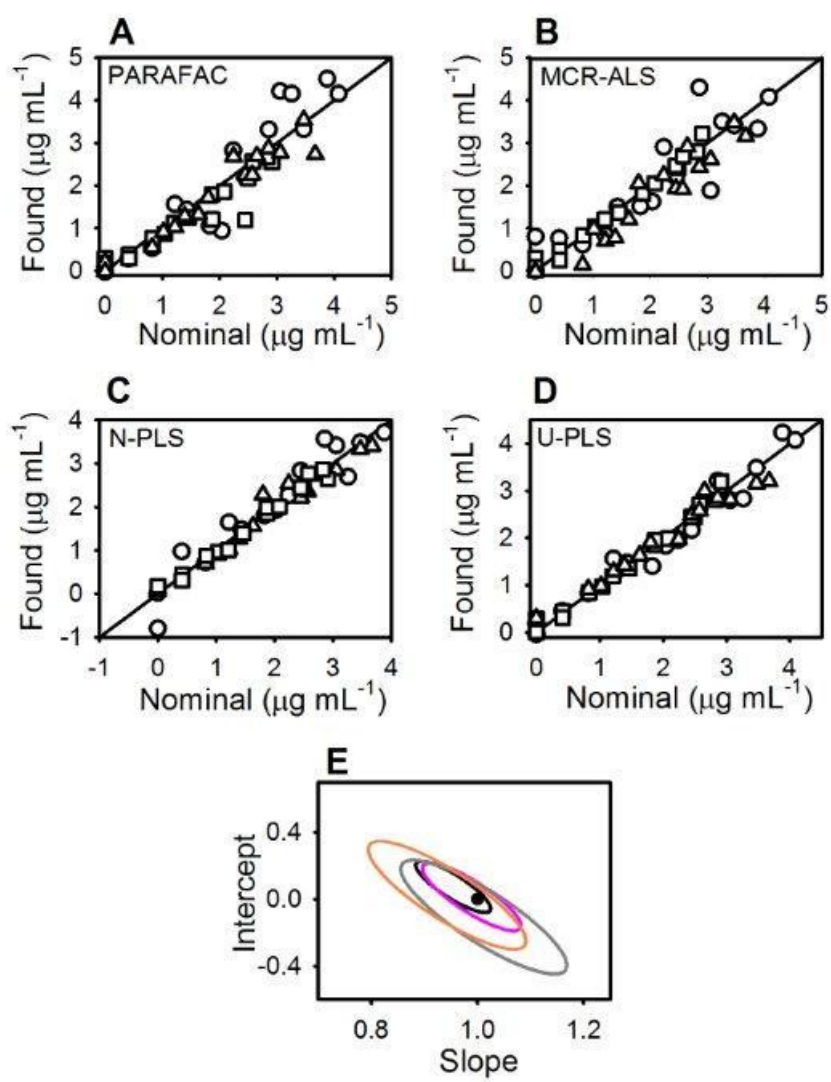 A
B
PARAFAC
MCR-ALS
5
4
3
2
1
0
Found (μg mL⁻¹)
0 1 2 3 4 5
Nominal (μg mL⁻¹)
5
4
3
2
1
0
Found (μg mL⁻¹)
0 1 2 3 4 5
Nominal (μg mL⁻¹)
C
D
N-PLS
U-PLS
4
3
2
1
0
-1
Found (μg mL⁻¹)
-1 0 1 2 3 4
Nominal (μg mL⁻¹)
4
3
2
1
0
Found (μg mL⁻¹)
0 1 2 3 4
Nominal (μg mL⁻¹)
E
0.4
0.0
-0.4
Intercept
0.8 1.0 1.2
Slope